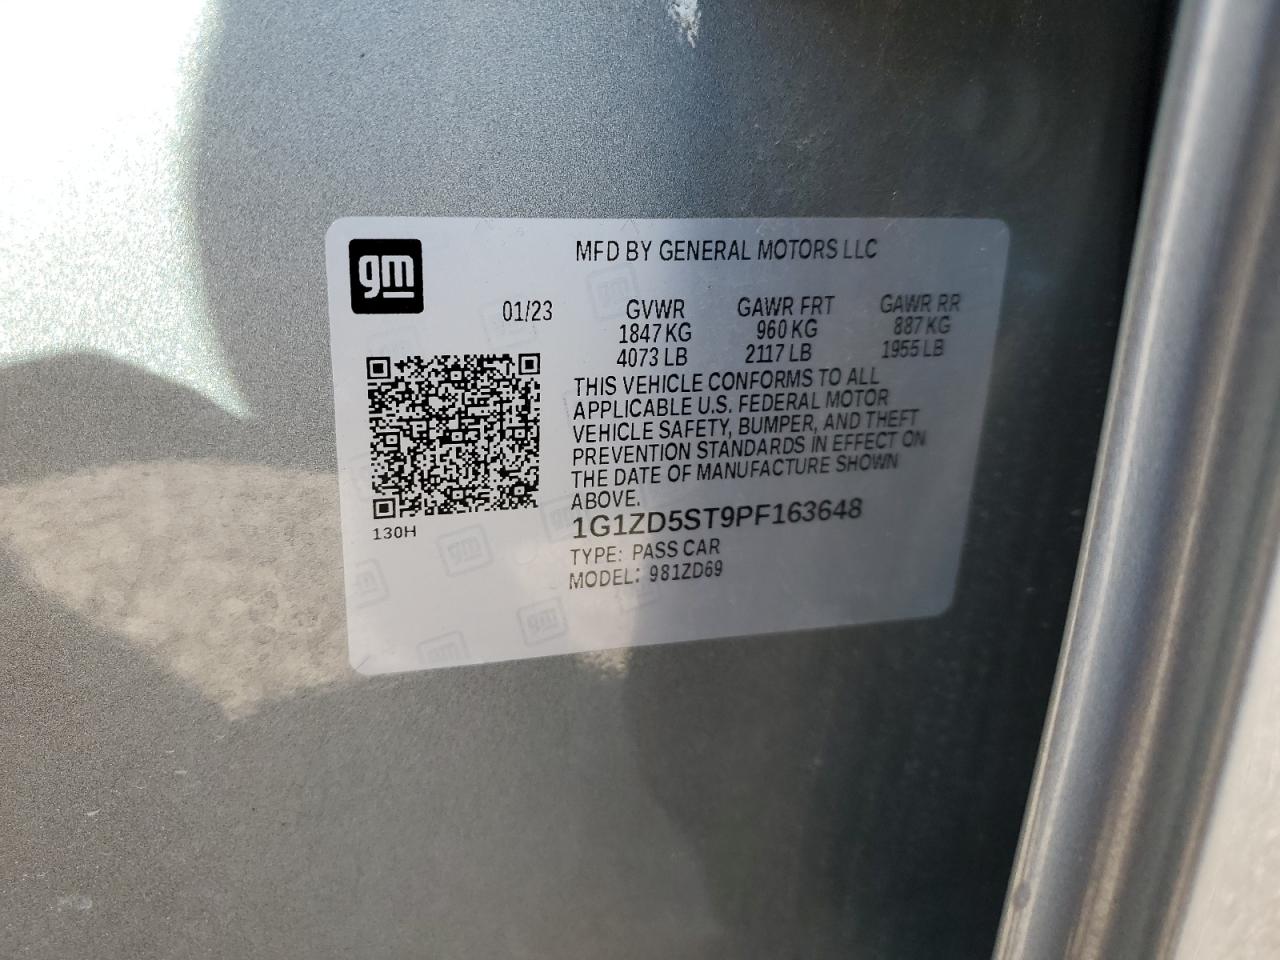 gm
MFD BY GENERAL MOTORS LLC
01/23 GVWR GAWR FRT GAWR RR
1847 KG 960 KG 887 KG
4073 LB 2117 LB 1955 LB
THIS VEHICLE CONFORMS TO ALL
APPLICABLE U.S. FEDERAL MOTOR
VEHICLE SAFETY, BUMPER, AND THEFT
PREVENTION STANDARDS IN EFFECT ON
THE DATE OF MANUFACTURE SHOWN
ABOVE.
130H
1G1ZD5ST9PF163648
TYPE: PASS CAR
MODEL: 981ZD69